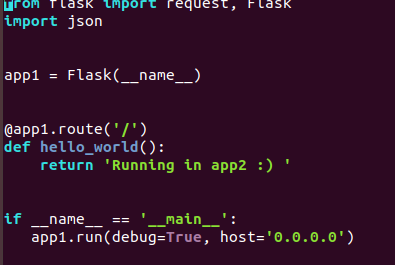 from flask import request, Flask
import json
app1 = Flask(__name__)
@app1.route('/')
def hello_world():
    return 'Running in app2 :) '
if __name__ == '__main__':
   app1.run(debug=True, host='0.0.0.0')